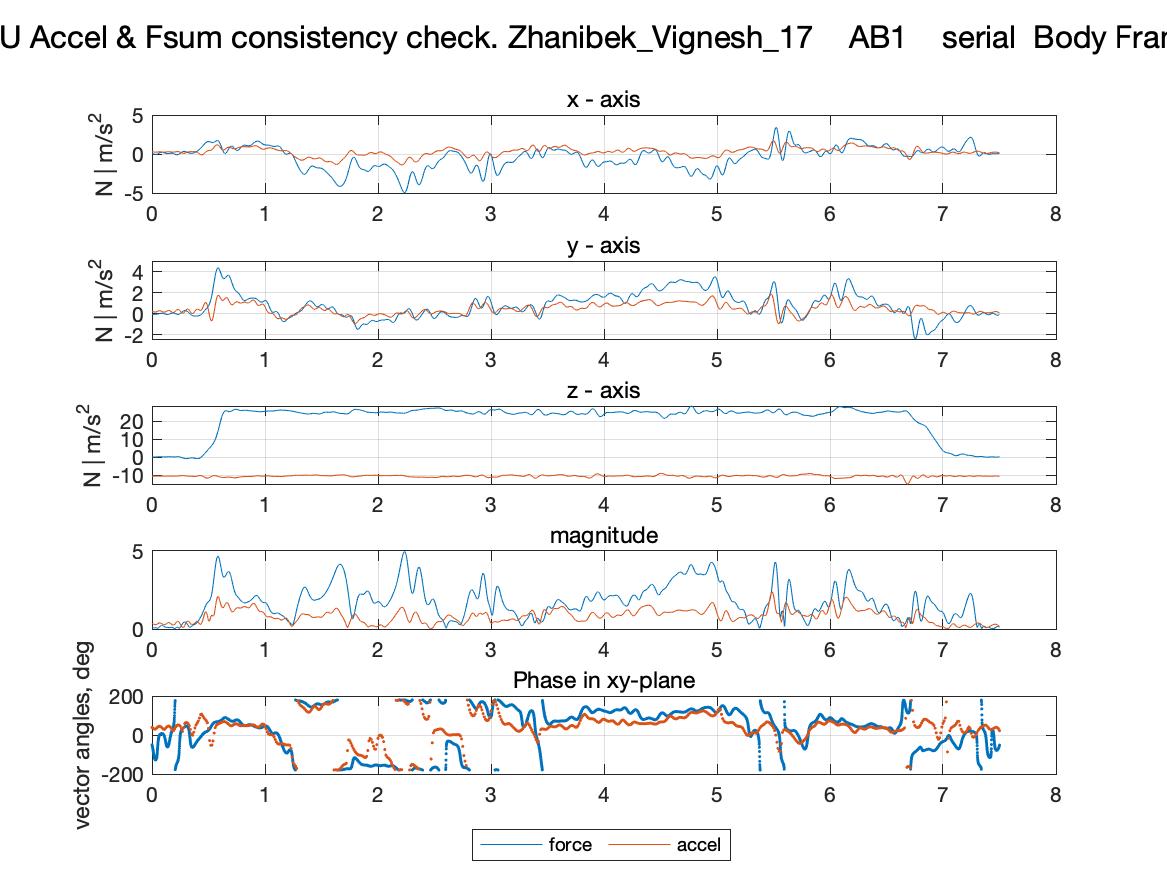 U Accel & Fsum consistency check. Zhanibek_Vignesh_17 AB1 serial Body Fra
x - axis
N | m/s²
5
0
-5
0 1 2 3 4 5 6 7 8
y - axis
N | m/s²
4
2
0
-2
0 1 2 3 4 5 6 7 8
z - axis
N | m/s²
20
10
0
-10
0 1 2 3 4 5 6 7 8
magnitude
5
0
0 1 2 3 4 5 6 7 8
Phase in xy-plane
vector angles, deg
200
0
-200
0 1 2 3 4 5 6 7 8
force accel